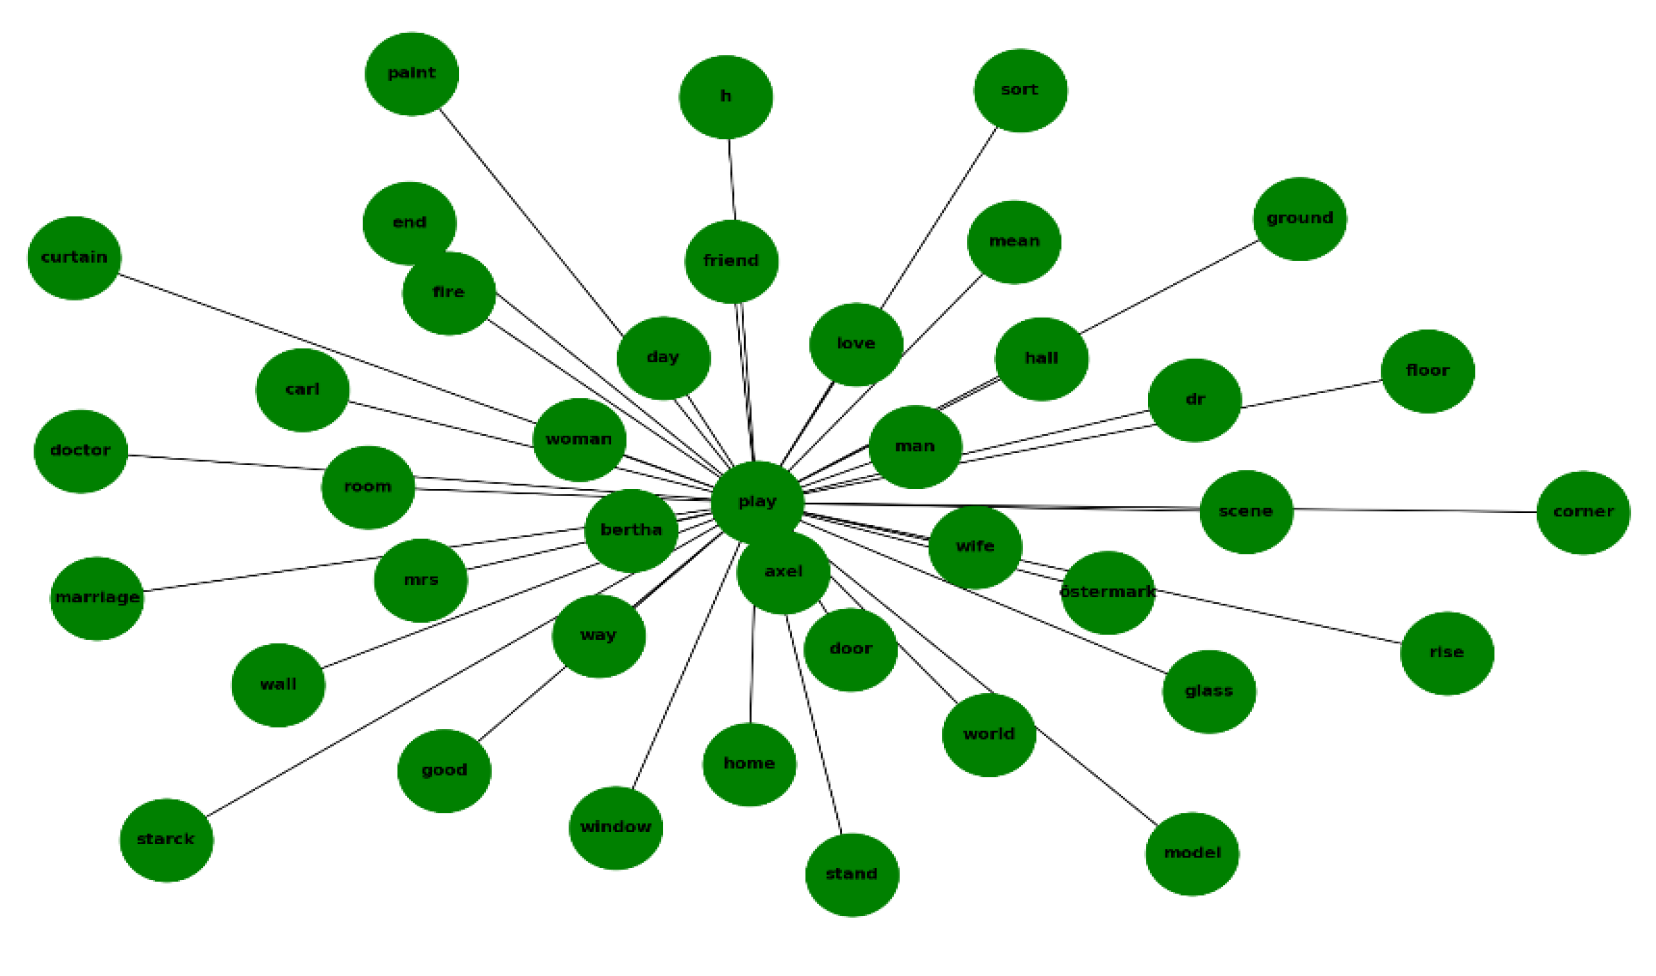 paint
h
sort
end
ground
curtain
friend
mean
fire
day
love
hall
floor
carl
dr
doctor
woman
man
room
play
scene
corner
bertha
wife
marriage
mrs
axel
östermark
way
door
rise
wall
glass
good
home
world
starck
window
stand
model